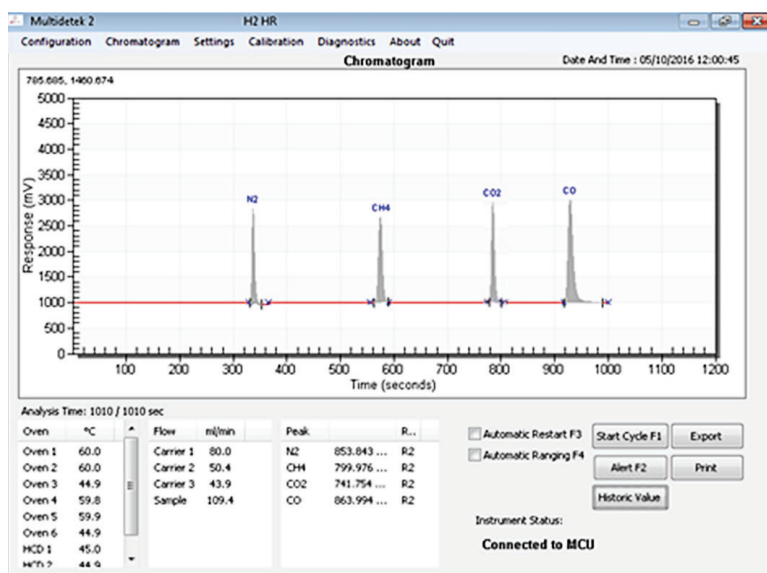 Multidetek 2 H2 HR
Configuration Chromatogram Settings Calibration Diagnostics About Quit
Chromatogram Date And Time : 05/10/2016 12:00:45
785.685, 1460.674
5000
4500
4000
3500
3000
2500
2000
1500
1000
500
0
Response (mV)
N2
CH4
CO2
CO
100 200 300 400 500 600 700 800 900 1000 1100 1200
Time (seconds)
Analysis Time: 1010 / 1010 sec
Oven °C
Oven 1 60.0
Oven 2 60.0
Oven 3 44.9
Oven 4 59.8
Oven 5 59.9
Oven 6 44.9
HCD 1 45.0
HCD 2 44.9
Flow ml/min
Carrier 1 80.0
Carrier 2 50.4
Carrier 3 43.9
Sample 109.4
Peak R..
N2 853.843 ... R2
CH4 799.976 ... R2
CO2 741.754 ... R2
CO 863.994 ... R2
Automatic Restart F3
Automatic Ranging F4
Start Cycle F1 Export
Alert F2 Print
Historic Value
Instrument Status:
Connected to MCU